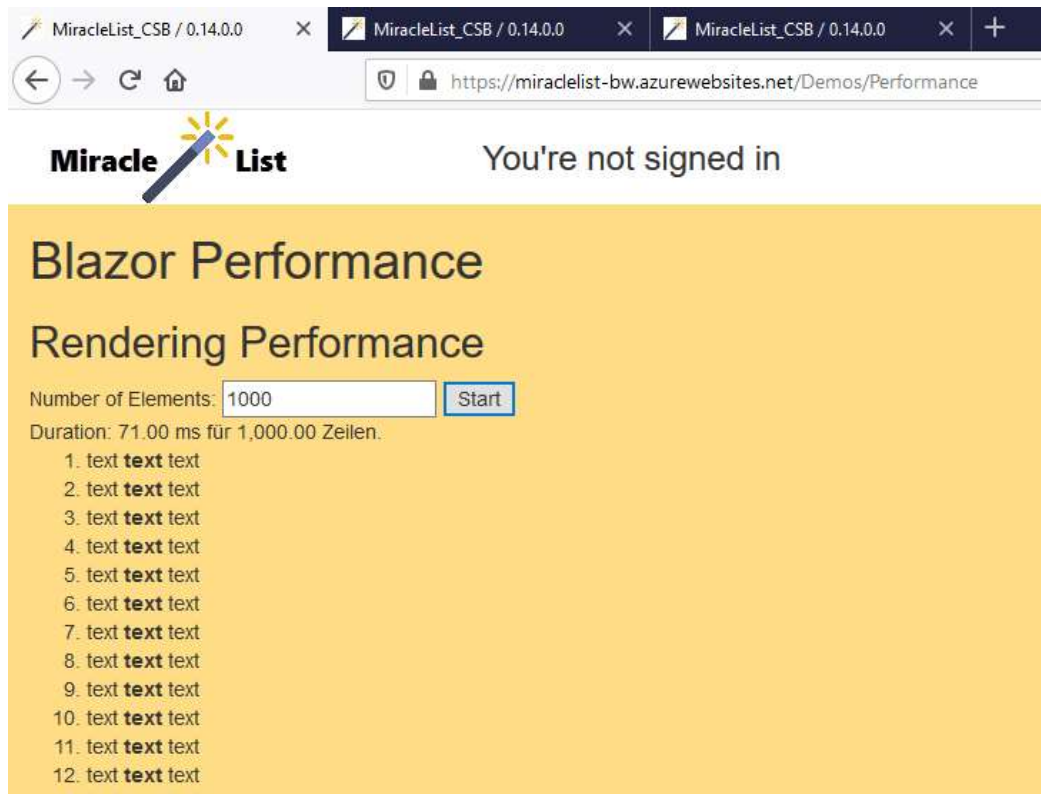 MiracleList_CSB / 0.14.0.0 MiracleList_CSB / 0.14.0.0 MiracleList_CSB / 0.14.0.0
https://miraclelist-bw.azurewebsites.net/Demos/Performance
Miracle List You're not signed in
Blazor Performance
Rendering Performance
Number of Elements: 1000 Start
Duration: 71.00 ms für 1,000.00 Zeilen.
1. text text text
2. text text text
3. text text text
4. text text text
5. text text text
6. text text text
7. text text text
8. text text text
9. text text text
10. text text text
11. text text text
12. text text text